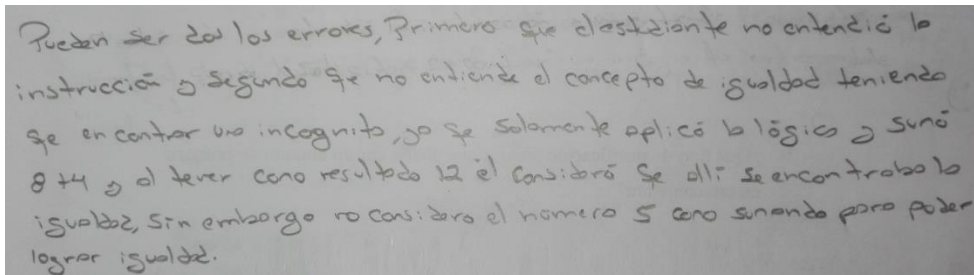 Pueden ser dos los errores, Primero que el estudiante no entendió la
instrucción y segundo que no entiende el concepto de igualdad teniendo
que encontrar una incognita, ya que solamente aplicó la lógica y sumó
8+4 y al tener como resultado 12 él consideró que allí se encontraba la
igualdad, sin embargo no considero el número 5 como sumando para poder
lograr igualdad.